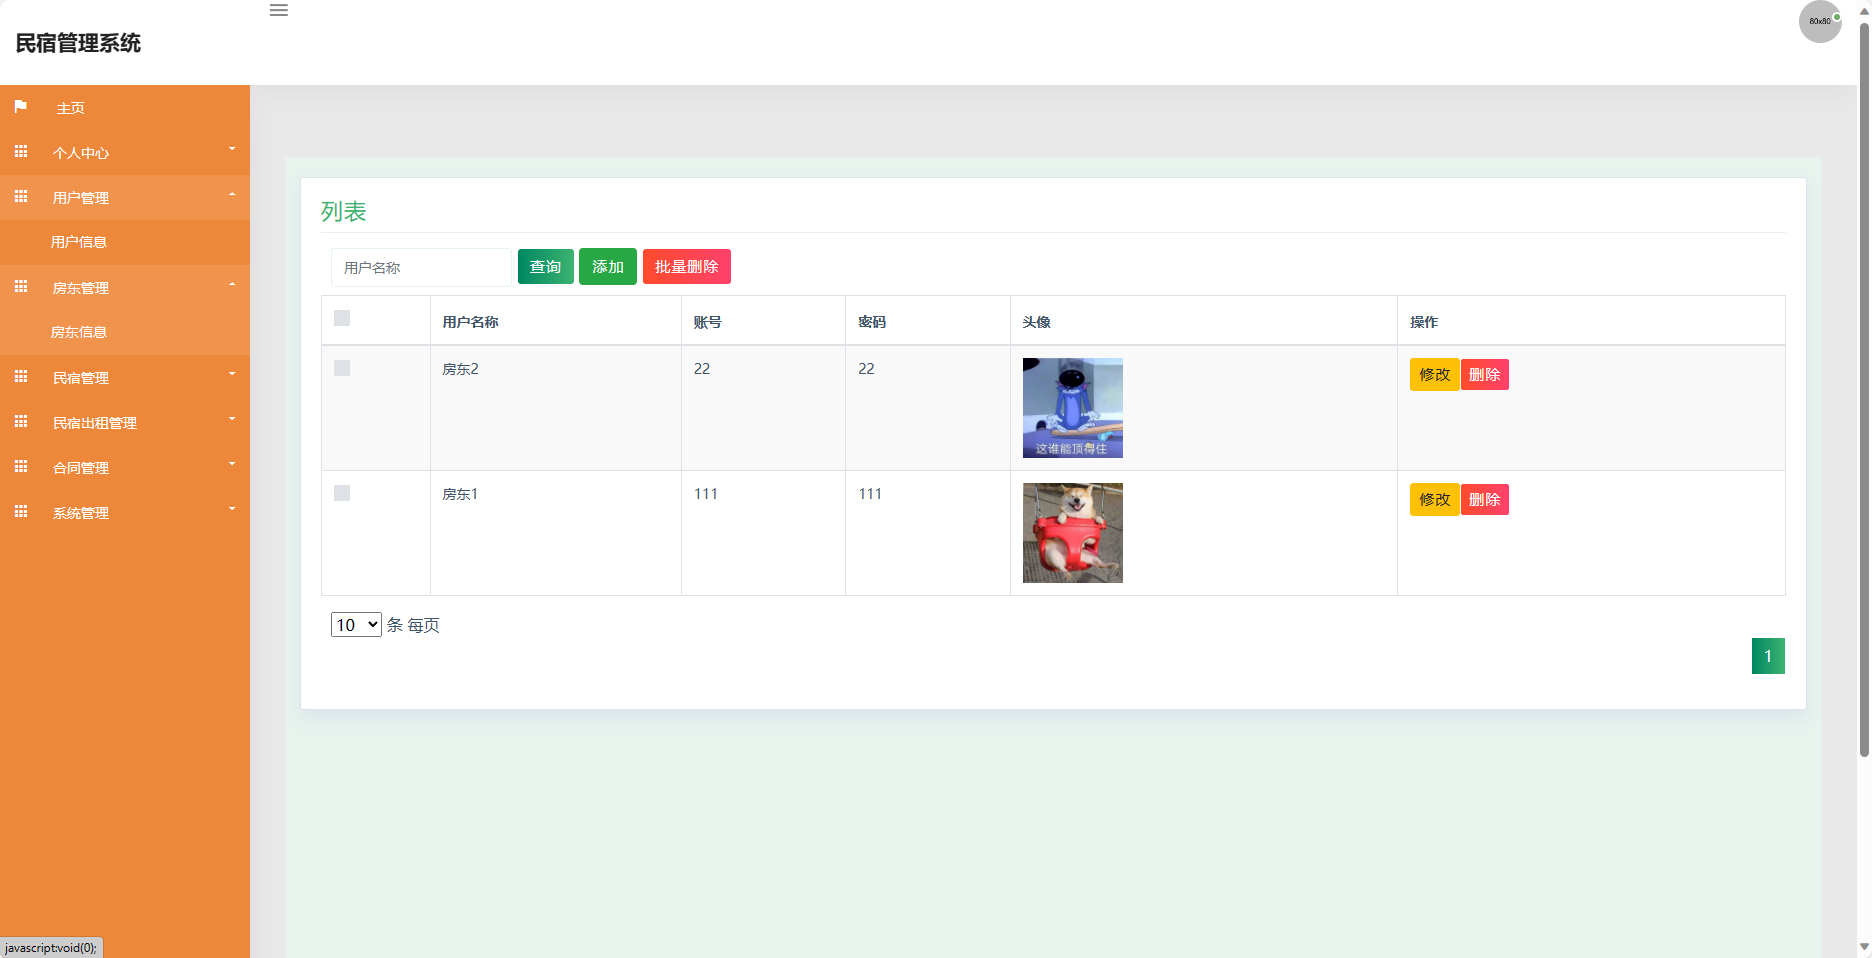 民宿管理系统
80x80
主页
个人中心
用户管理
用户信息
房东管理
房东信息
民宿管理
民宿出租管理
合同管理
系统管理
列表
用户名称 查询 添加 批量删除
用户名称 账号 密码 头像 操作
房东2 22 22 修改 删除
这谁能顶得住
房东1 111 111 修改 删除
10 条 每页
1
javascript:void(0);